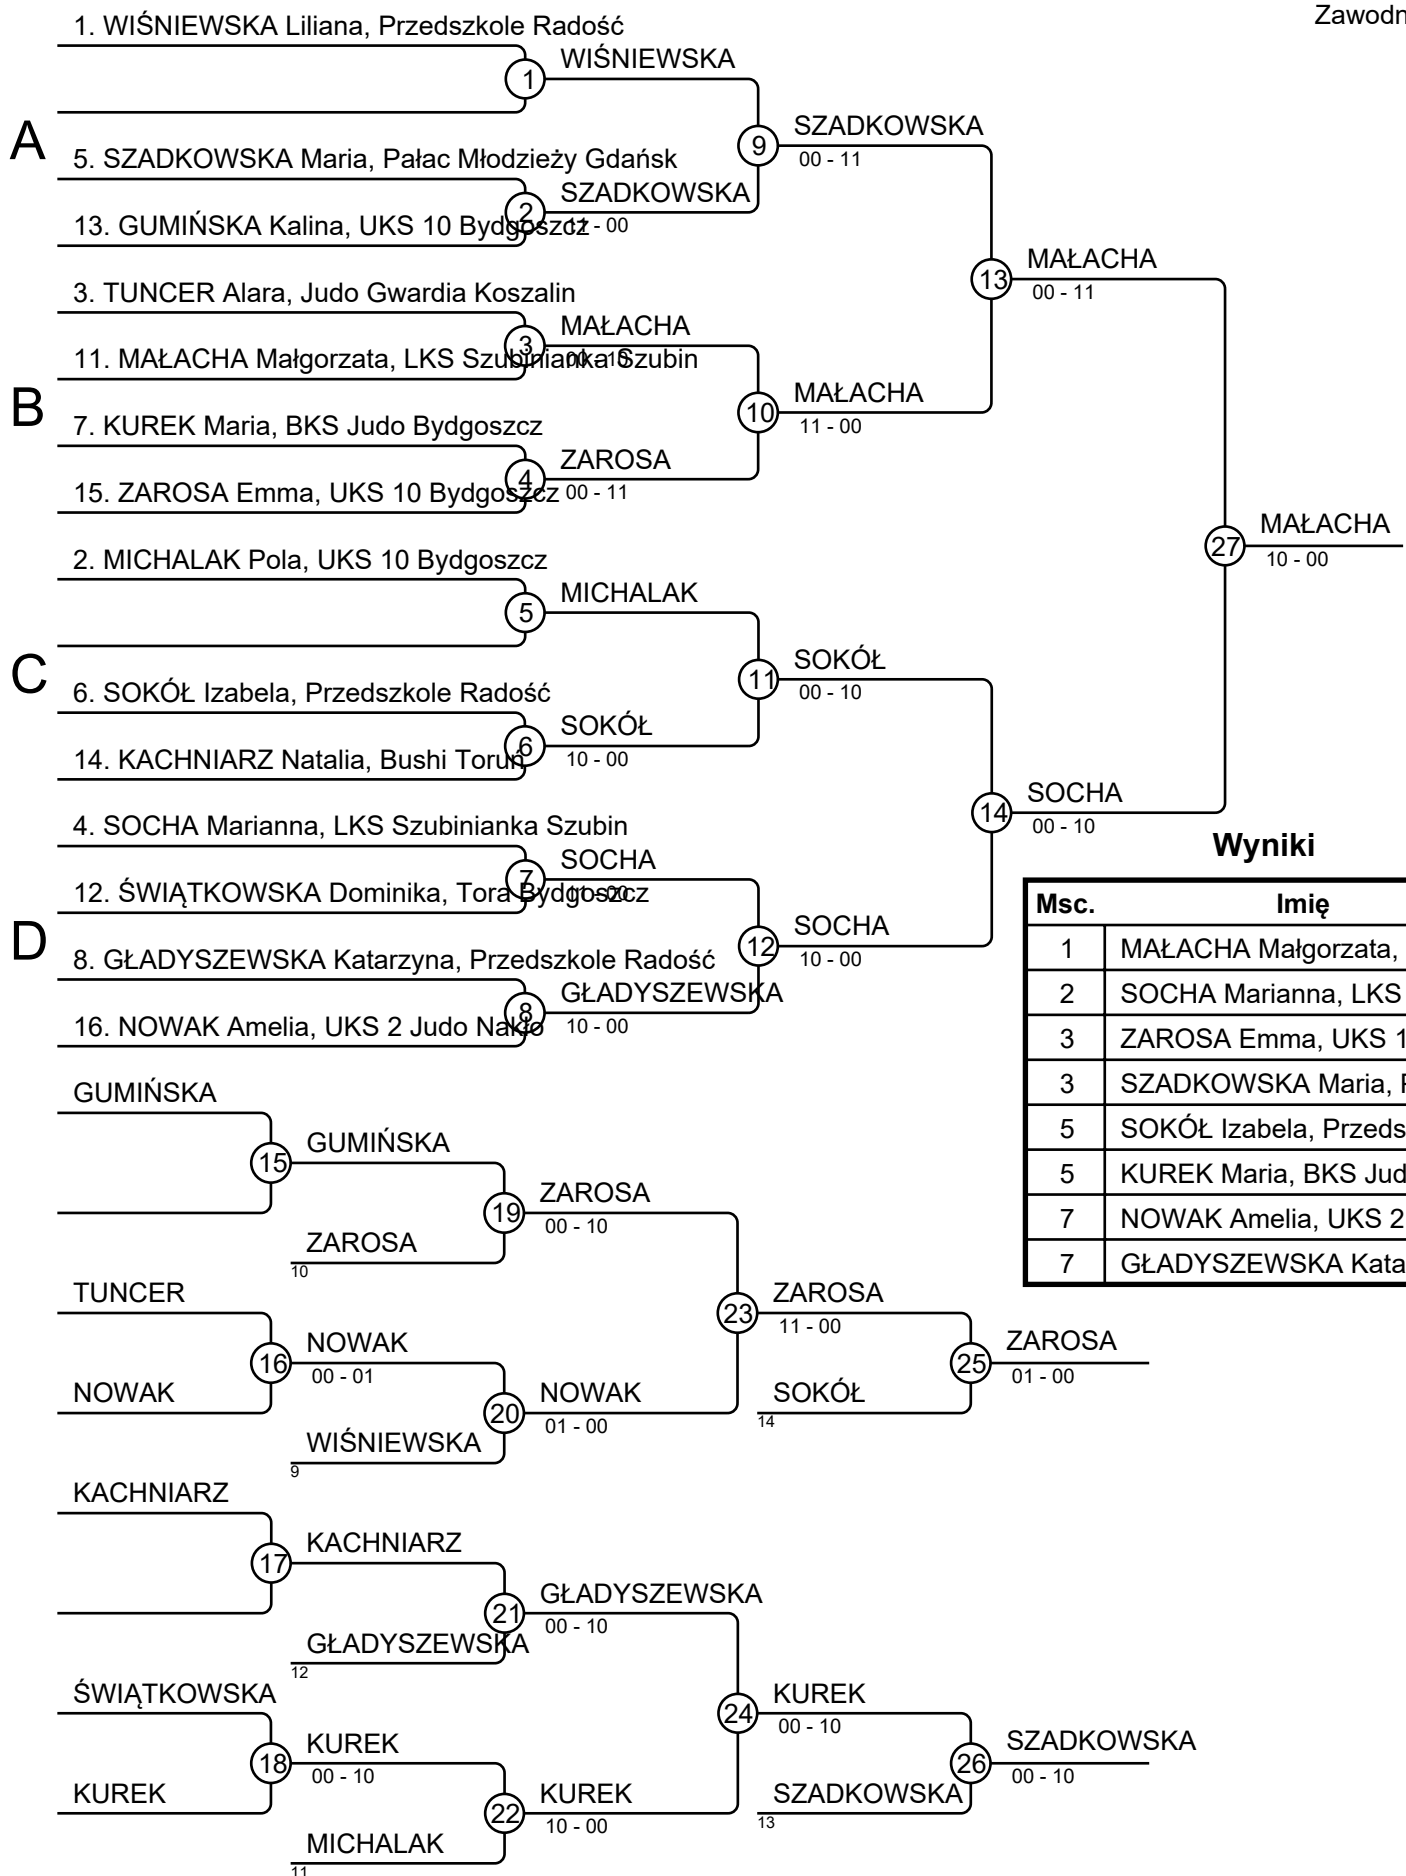 Zawodn
1. WIŚNIEWSKA Liliana, Przedszkole Radość
1
WIŚNIEWSKA
A
5. SZADKOWSKA Maria, Pałac Młodzieży Gdańsk
2
SZADKOWSKA
11 - 00
13. GUMIŃSKA Kalina, UKS 10 Bydgoszcz
9
SZADKOWSKA
00 - 11
3. TUNCER Alara, Judo Gwardia Koszalin
3
MAŁACHA
00 - 10
11. MAŁACHA Małgorzata, LKS Szubinianka Szubin
B
7. KUREK Maria, BKS Judo Bydgoszcz
4
ZAROSA
00 - 11
15. ZAROSA Emma, UKS 10 Bydgoszcz
10
MAŁACHA
11 - 00
13
MAŁACHA
00 - 11
2. MICHALAK Pola, UKS 10 Bydgoszcz
5
MICHALAK
C
6. SOKÓŁ Izabela, Przedszkole Radość
6
SOKÓŁ
10 - 00
14. KACHNIARZ Natalia, Bushi Toruń
11
SOKÓŁ
00 - 10
4. SOCHA Marianna, LKS Szubinianka Szubin
7
SOCHA
11 - 00
12. ŚWIĄTKOWSKA Dominika, Tora Bydgoszcz
D
8. GŁADYSZEWSKA Katarzyna, Przedszkole Radość
8
GŁADYSZEWSKA
10 - 00
16. NOWAK Amelia, UKS 2 Judo Nakło
12
SOCHA
10 - 00
14
SOCHA
00 - 10
27
MAŁACHA
10 - 00
Wyniki
Msc. Imię
1 MAŁACHA Małgorzata,
2 SOCHA Marianna, LKS
3 ZAROSA Emma, UKS 1
3 SZADKOWSKA Maria, P
5 SOKÓŁ Izabela, Przeds
5 KUREK Maria, BKS Jud
7 NOWAK Amelia, UKS 2
7 GŁADYSZEWSKA Kata
GUMIŃSKA
15
GUMIŃSKA
19
ZAROSA
00 - 10
ZAROSA
10
TUNCER
16
NOWAK
00 - 01
NOWAK
20
NOWAK
01 - 00
WIŚNIEWSKA
9
23
ZAROSA
11 - 00
SOKÓŁ
14
25
ZAROSA
01 - 00
KACHNIARZ
17
KACHNIARZ
21
GŁADYSZEWSKA
00 - 10
GŁADYSZEWSKA
12
ŚWIĄTKOWSKA
18
KUREK
00 - 10
KUREK
22
KUREK
10 - 00
MICHALAK
11
24
KUREK
00 - 10
SZADKOWSKA
13
26
SZADKOWSKA
00 - 10